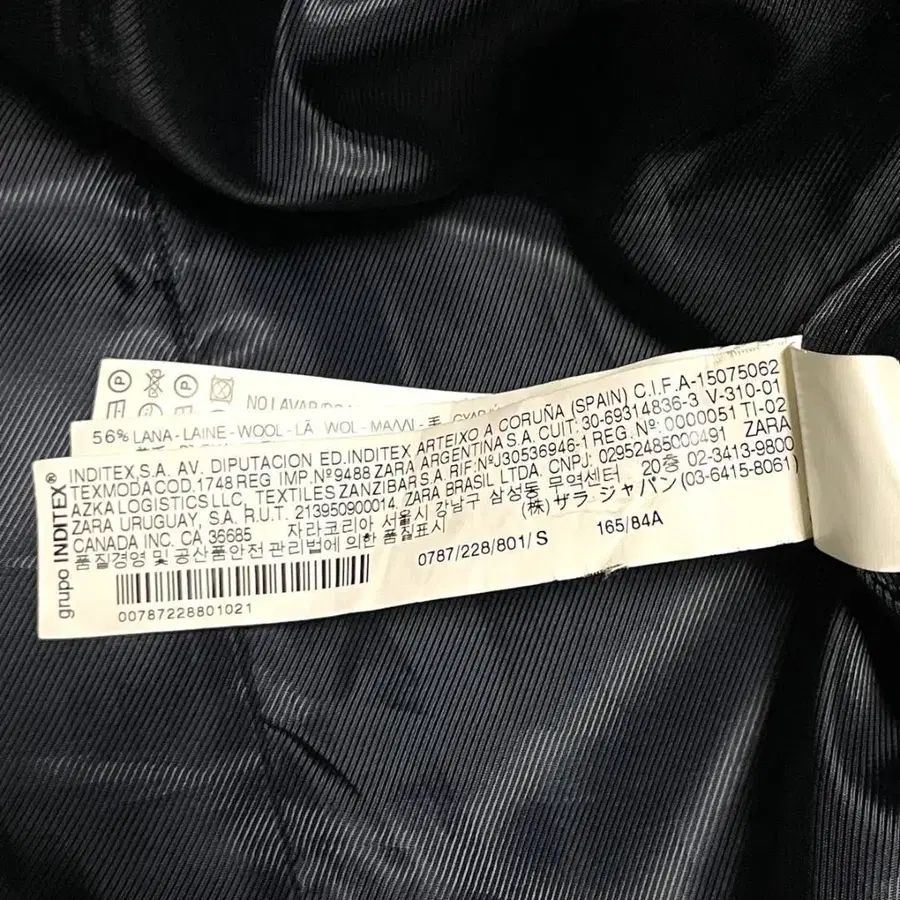 NO LAVAR/DO
56% LANA-LAINE-WOOL-LÃ WOL-ΜΑΛΛΙ-毛
grupo INDITEX®
INDITEX,S.A. AV. DIPUTACION ED.INDITEX ARTEIXO A CORUÑA (SPAIN) C.I.F.A-15075062
TEXMODA COD.1748 REG IMP.Nº9488 ZARA ARGENTINA S.A. CUIT:30-69314836-3 V-310-01
AZKA LOGISTICS LLC, TEXTILES ZANZIBAR S.A. RIF:NºJ30536946-1 REG.Nº:0000051 TI-02
ZARA URUGUAY, S.A. R.U.T. 213950900014. ZARA BRASIL LTDA. CNPJ: 02952485000491 ZARA
CANADA INC. CA 36685 자라코리아 서울시 강남구 삼성동 무역센터 20층 02-3413-9800
품질경영 및 공산품안전 관리법에 의한 품질표시 (株) ザラ ジャパン (03-6415-8061)
0787/228/801/S 165/84A
00787228801021